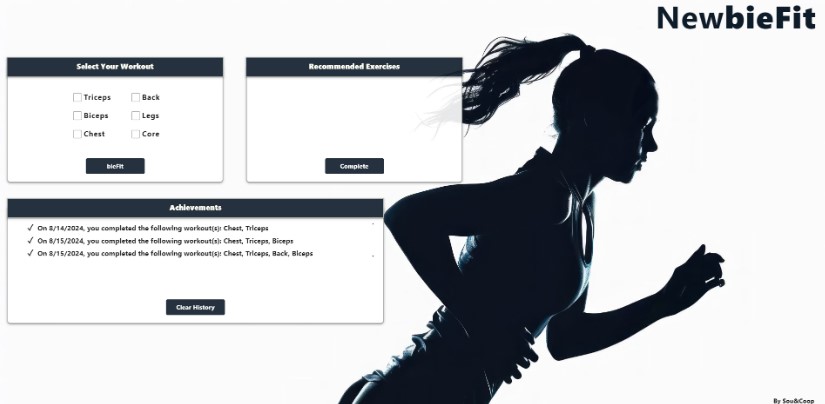 NewbieFit
Select Your Workout
Triceps Back
Biceps Legs
Chest Core
bieFit
Recommended Exercises
Complete
Achievements
✓ On 8/14/2024, you completed the following workout(s): Chest, Triceps
✓ On 8/15/2024, you completed the following workout(s): Chest, Triceps, Biceps
✓ On 8/15/2024, you completed the following workout(s): Chest, Triceps, Back, Biceps
Clear History
By Sou&Coop